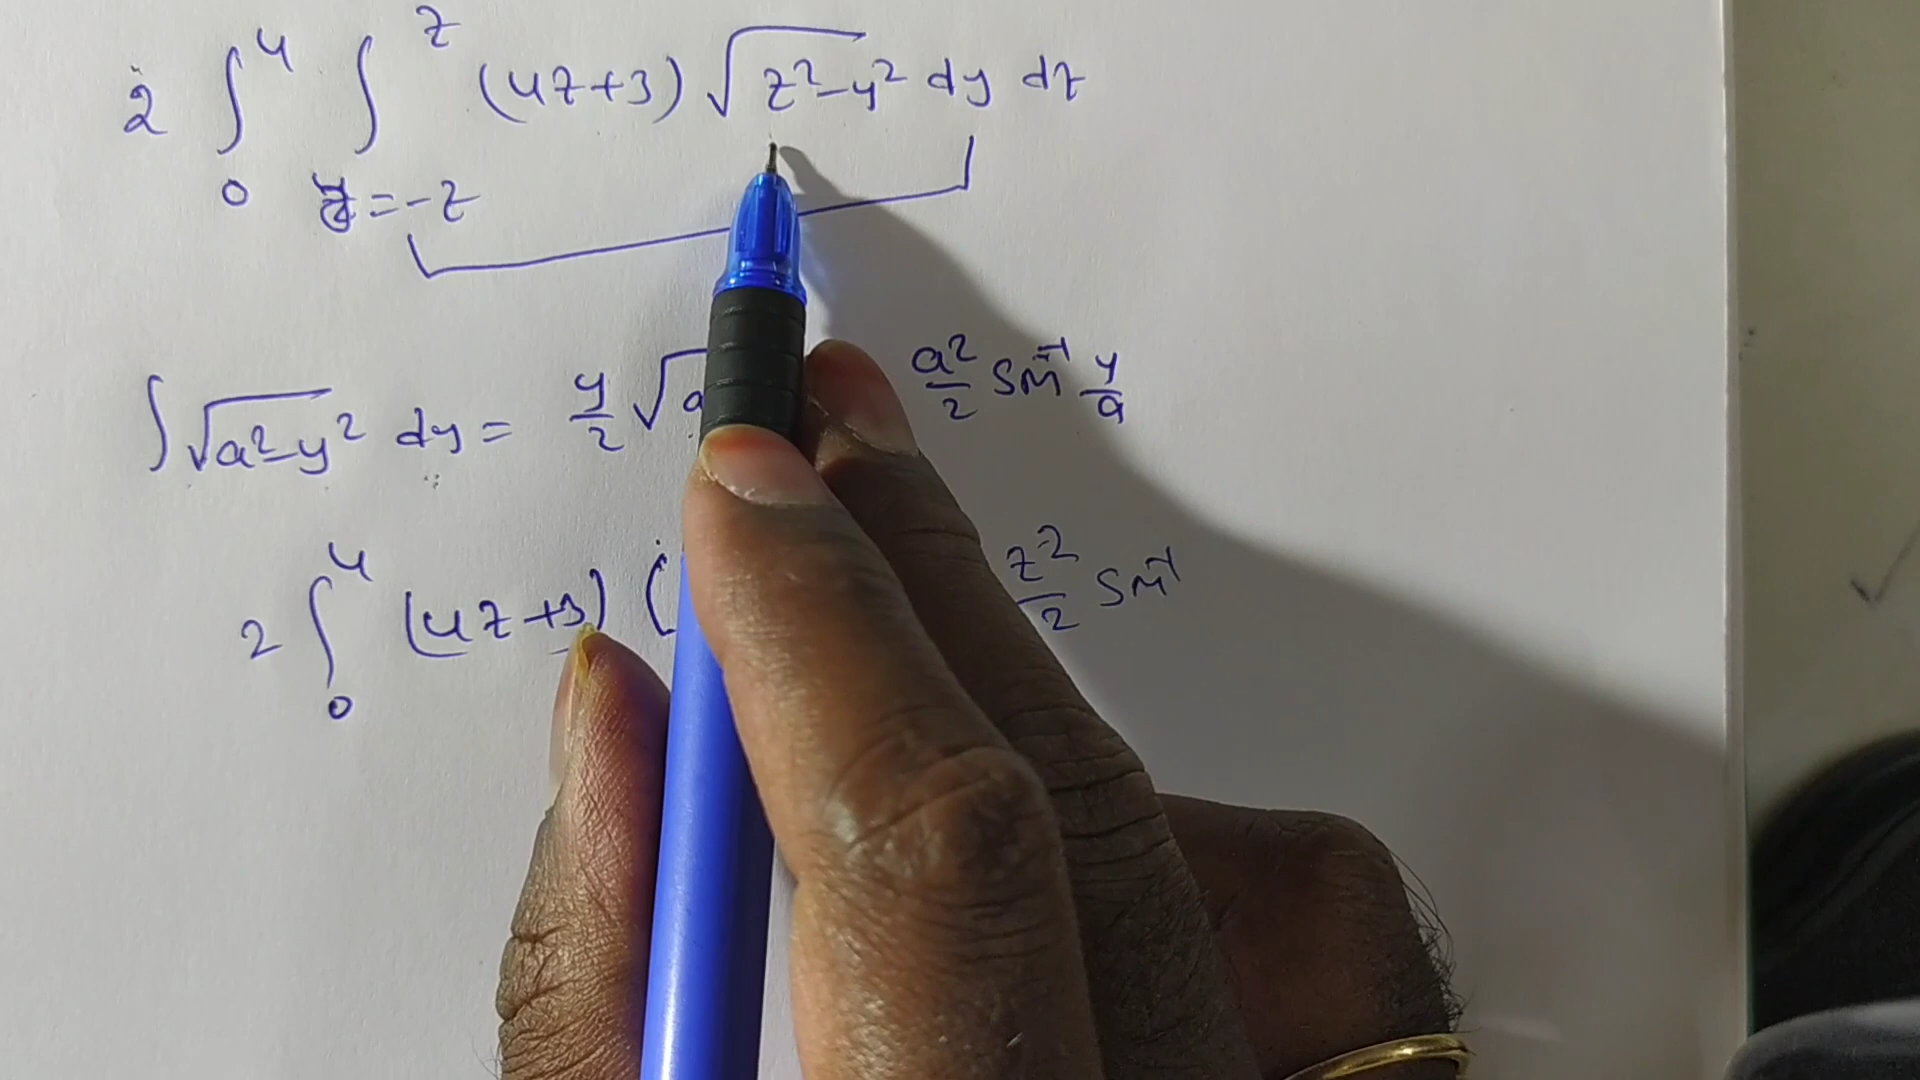 2 ∫₀⁴ ∫_{y=-z}^{z} (4z+3) √(z²-y²) dy dz
∫ √(a²-y²) dy = y/2 √a a²/2 sin⁻¹ y/a
2 ∫₀⁴ (4z+3) ( z²/2 sin⁻¹